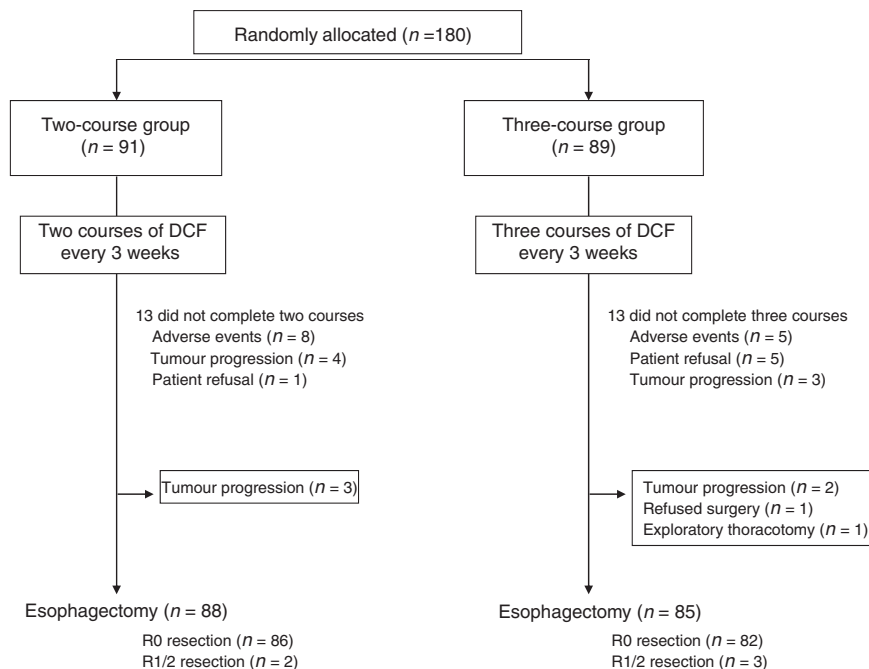 Randomly allocated (n =180)
Two-course group
(n = 91)
Two courses of DCF
every 3 weeks
13 did not complete two courses
Adverse events (n = 8)
Tumour progression (n = 4)
Patient refusal (n = 1)
Tumour progression (n = 3)
Esophagectomy (n = 88)
R0 resection (n = 86)
R1/2 resection (n = 2)
Three-course group
(n = 89)
Three courses of DCF
every 3 weeks
13 did not complete three courses
Adverse events (n = 5)
Patient refusal (n = 5)
Tumour progression (n = 3)
Tumour progression (n = 2)
Refused surgery (n = 1)
Exploratory thoracotomy (n = 1)
Esophagectomy (n = 85)
R0 resection (n = 82)
R1/2 resection (n = 3)